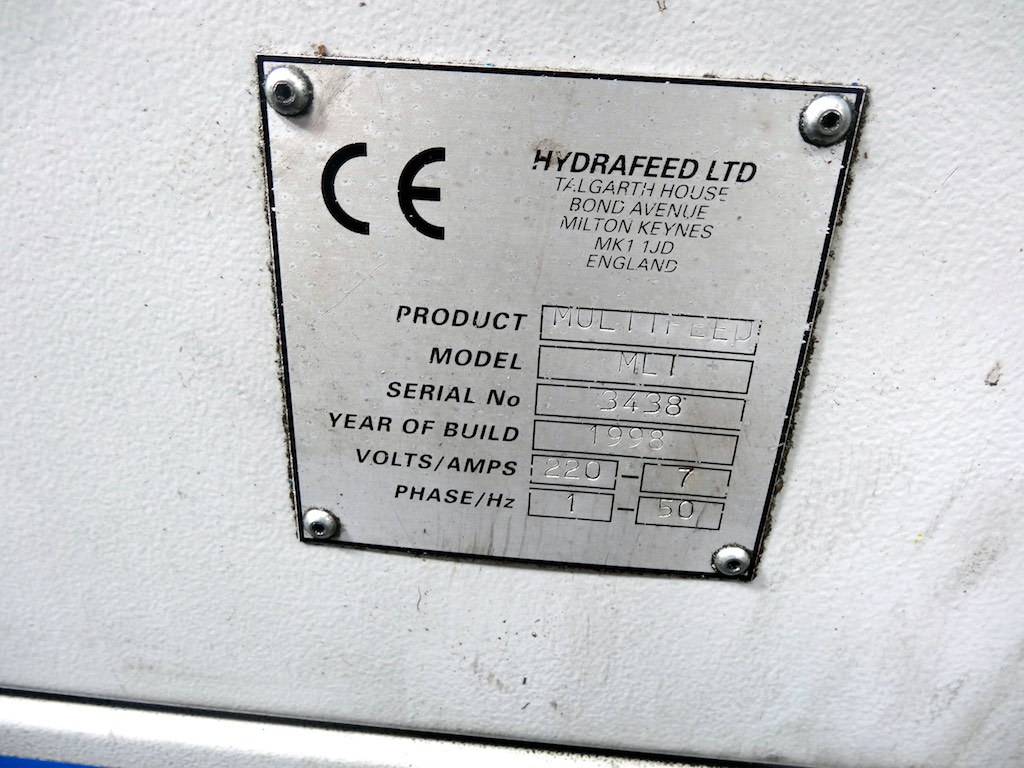 CE
HYDRAFEED LTD
TALGARTH HOUSE
BOND AVENUE
MILTON KEYNES
MK1 1JD
ENGLAND
PRODUCT MULTIFEED
MODEL
SERIAL No 3438
YEAR OF BUILD 1998
VOLTS/AMPS 220 - 7
PHASE/Hz 1 - 50